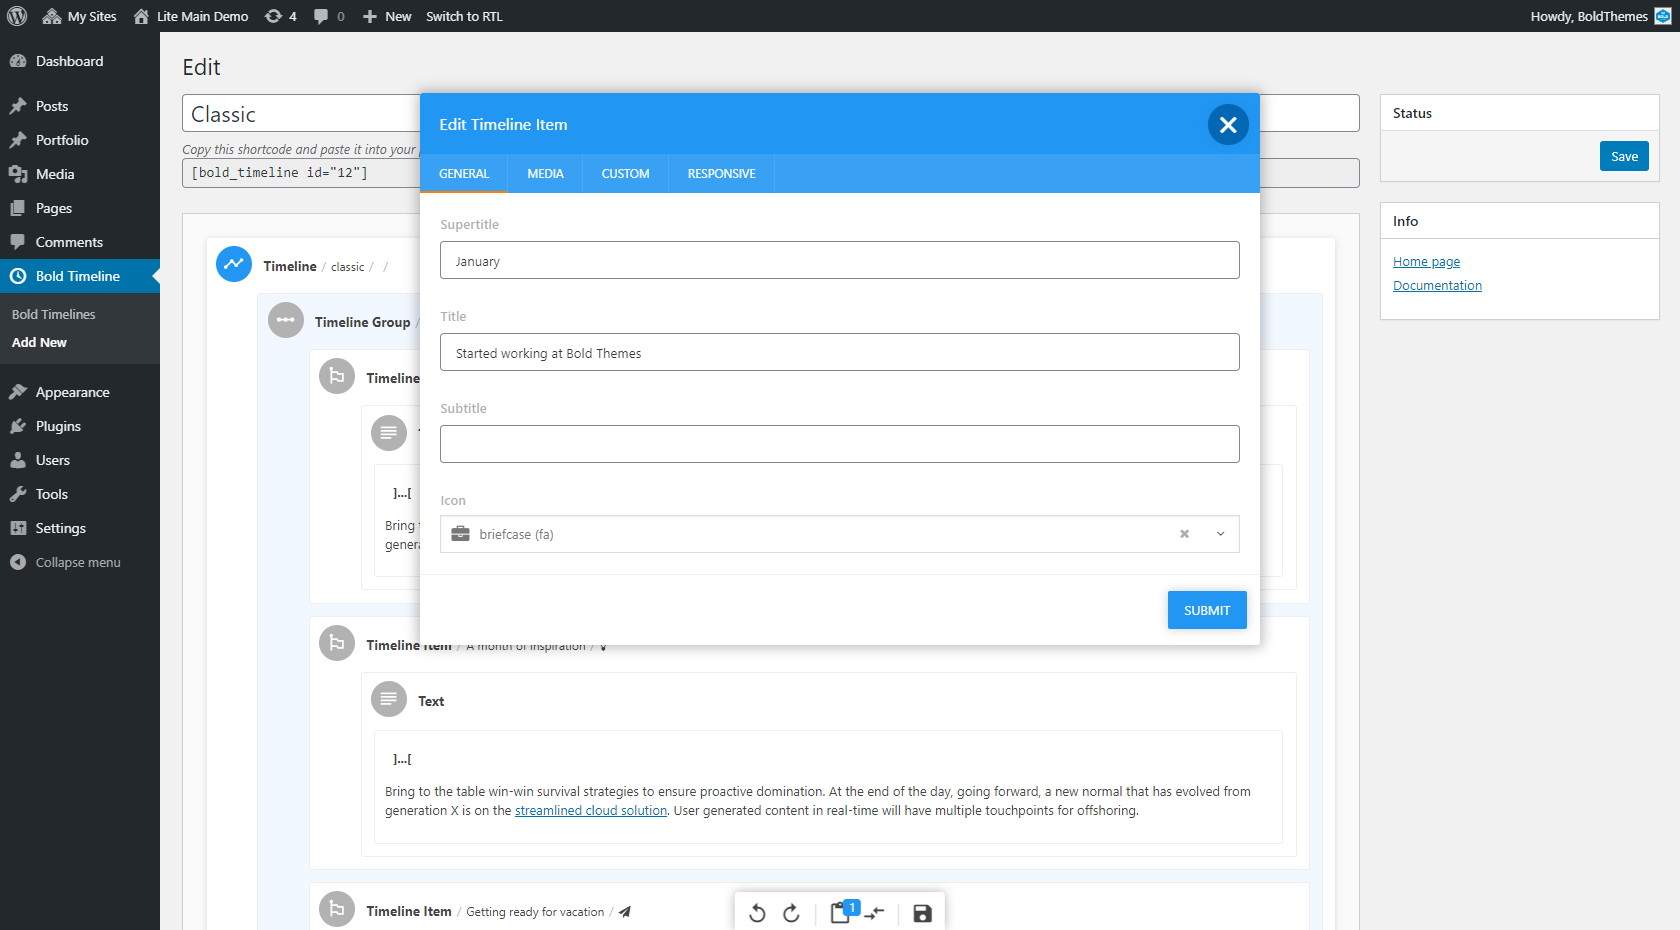 My Sites
Lite Main Demo
4
0
New
Switch to RTL
Howdy, BoldThemes
Dashboard
Posts
Portfolio
Media
Pages
Comments
Bold Timeline
Bold Timelines
Add New
Appearance
Plugins
Users
Tools
Settings
Collapse menu
Edit
Classic
Copy this shortcode and paste it into your
[bold_timeline id="12"]
Timeline / classic / /
Timeline Group /
Timeline
]...[
Bring
genera
Edit Timeline Item
GENERAL
MEDIA
CUSTOM
RESPONSIVE
Supertitle
January
Title
Started working at Bold Themes
Subtitle
Icon
briefcase (fa)
SUBMIT
Timeline Item / A month of inspiration /
Text
]...[
Bring to the table win-win survival strategies to ensure proactive domination. At the end of the day, going forward, a new normal that has evolved from
generation X is on the streamlined cloud solution. User generated content in real-time will have multiple touchpoints for offshoring.
Timeline Item / Getting ready for vacation /
1
Status
Save
Info
Home page
Documentation